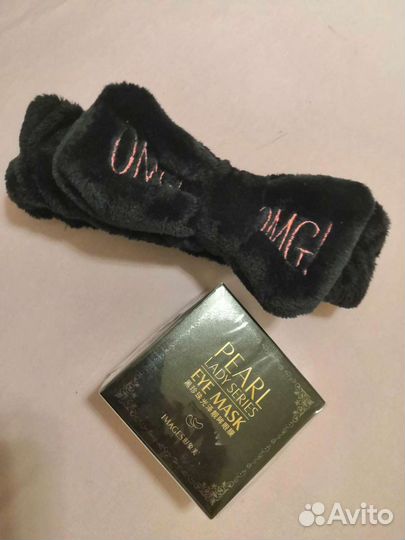 OMG!
OMG!
PEARL
LADY SERIES
EYE MASK
IMAGES
Avito